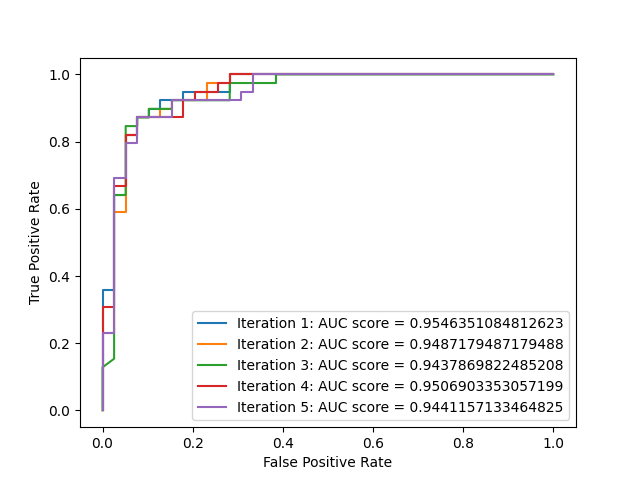 1.0
0.8
0.6
0.4
0.2
0.0
True Positive Rate
Iteration 1: AUC score = 0.9546351084812623
Iteration 2: AUC score = 0.9487179487179488
Iteration 3: AUC score = 0.9437869822485208
Iteration 4: AUC score = 0.9506903353057199
Iteration 5: AUC score = 0.9441157133464825
0.0 0.2 0.4 0.6 0.8 1.0
False Positive Rate